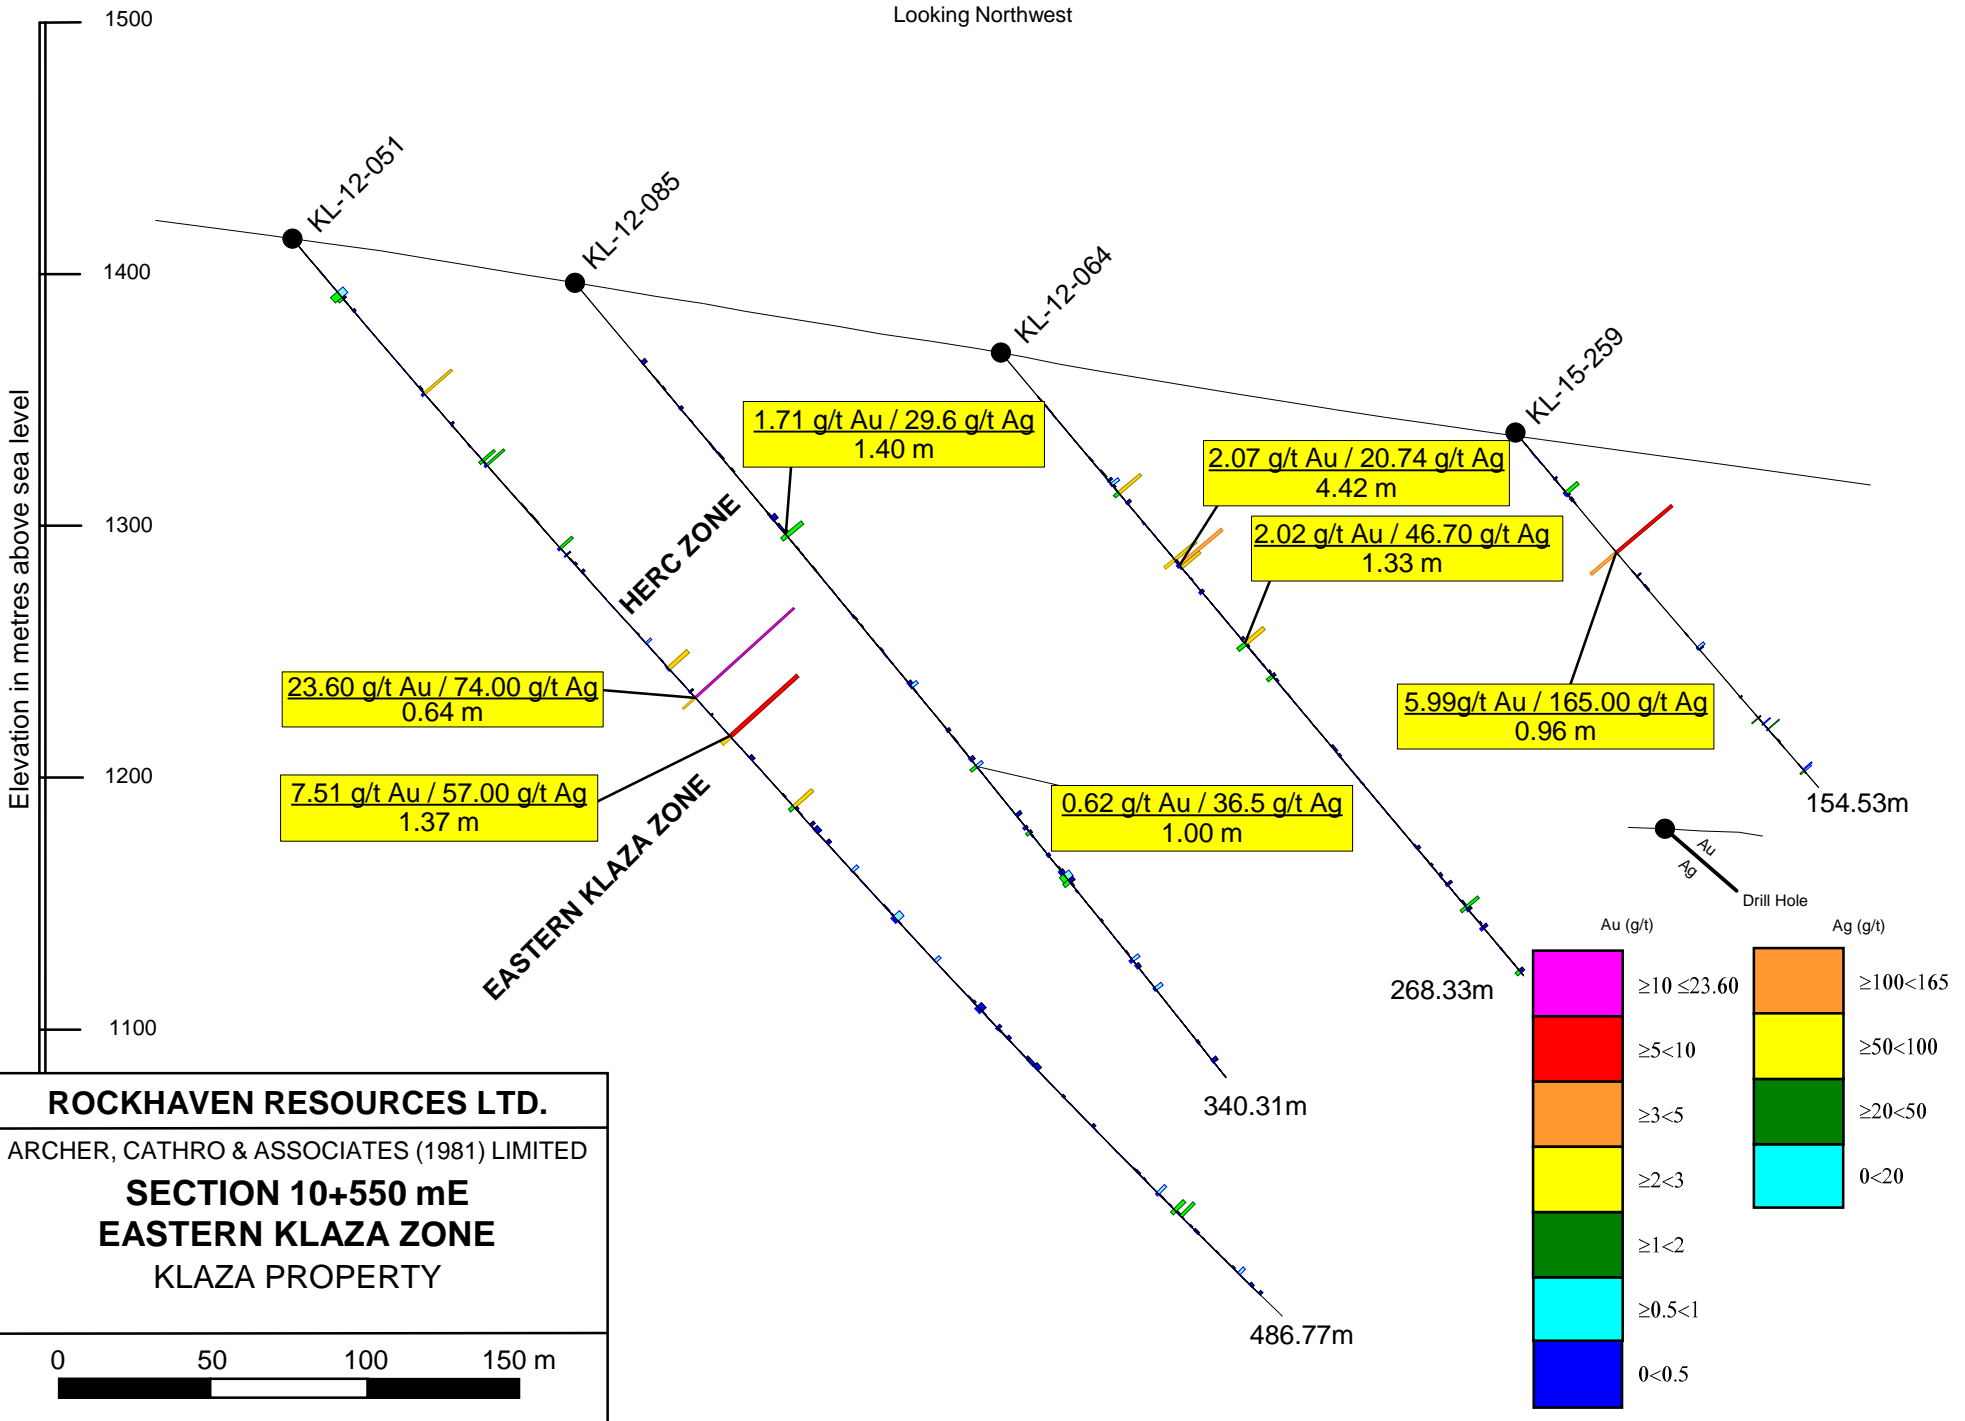 Looking Northwest
1500
1400
1300
1200
1100
Elevation in metres above sea level
KL-12-051
KL-12-085
KL-12-064
KL-15-259
1.71 g/t Au / 29.6 g/t Ag
1.40 m
2.07 g/t Au / 20.74 g/t Ag
4.42 m
2.02 g/t Au / 46.70 g/t Ag
1.33 m
HERC ZONE
23.60 g/t Au / 74.00 g/t Ag
0.64 m
5.99g/t Au / 165.00 g/t Ag
0.96 m
7.51 g/t Au / 57.00 g/t Ag
1.37 m
0.62 g/t Au / 36.5 g/t Ag
1.00 m
EASTERN KLAZA ZONE
154.53m
268.33m
340.31m
486.77m
Au
Ag
Drill Hole
Au (g/t)
≥10 ≤23.60
≥5<10
≥3<5
≥2<3
≥1<2
≥0.5<1
0<0.5
Ag (g/t)
≥100<165
≥50<100
≥20<50
0<20
ROCKHAVEN RESOURCES LTD.
ARCHER, CATHRO & ASSOCIATES (1981) LIMITED
SECTION 10+550 mE
EASTERN KLAZA ZONE
KLAZA PROPERTY
0 50 100 150 m